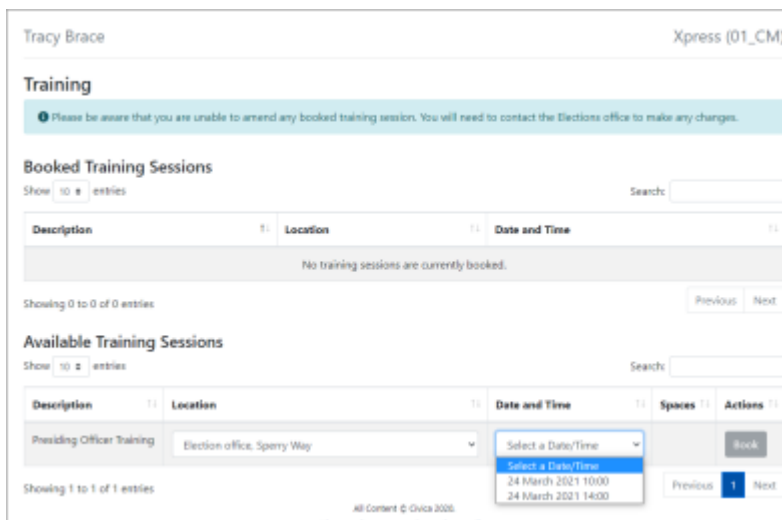 Tracy Brace Xpress (01_CM)
Training
Please be aware that you are unable to amend any booked training session. You will need to contact the Elections office to make any changes.
Booked Training Sessions
Show 10 entries Search:
Description Location Date and Time
No training sessions are currently booked.
Showing 0 to 0 of 0 entries Previous Next
Available Training Sessions
Show 10 entries Search:
Description Location Date and Time Spaces Actions
Presiding Officer Training Election office, Sperry Way Select a Date/Time Book
Select a Date/Time
24 March 2021 10:00
24 March 2021 14:00
Showing 1 to 1 of 1 entries Previous 1 Next
All Content © Civica 2020.